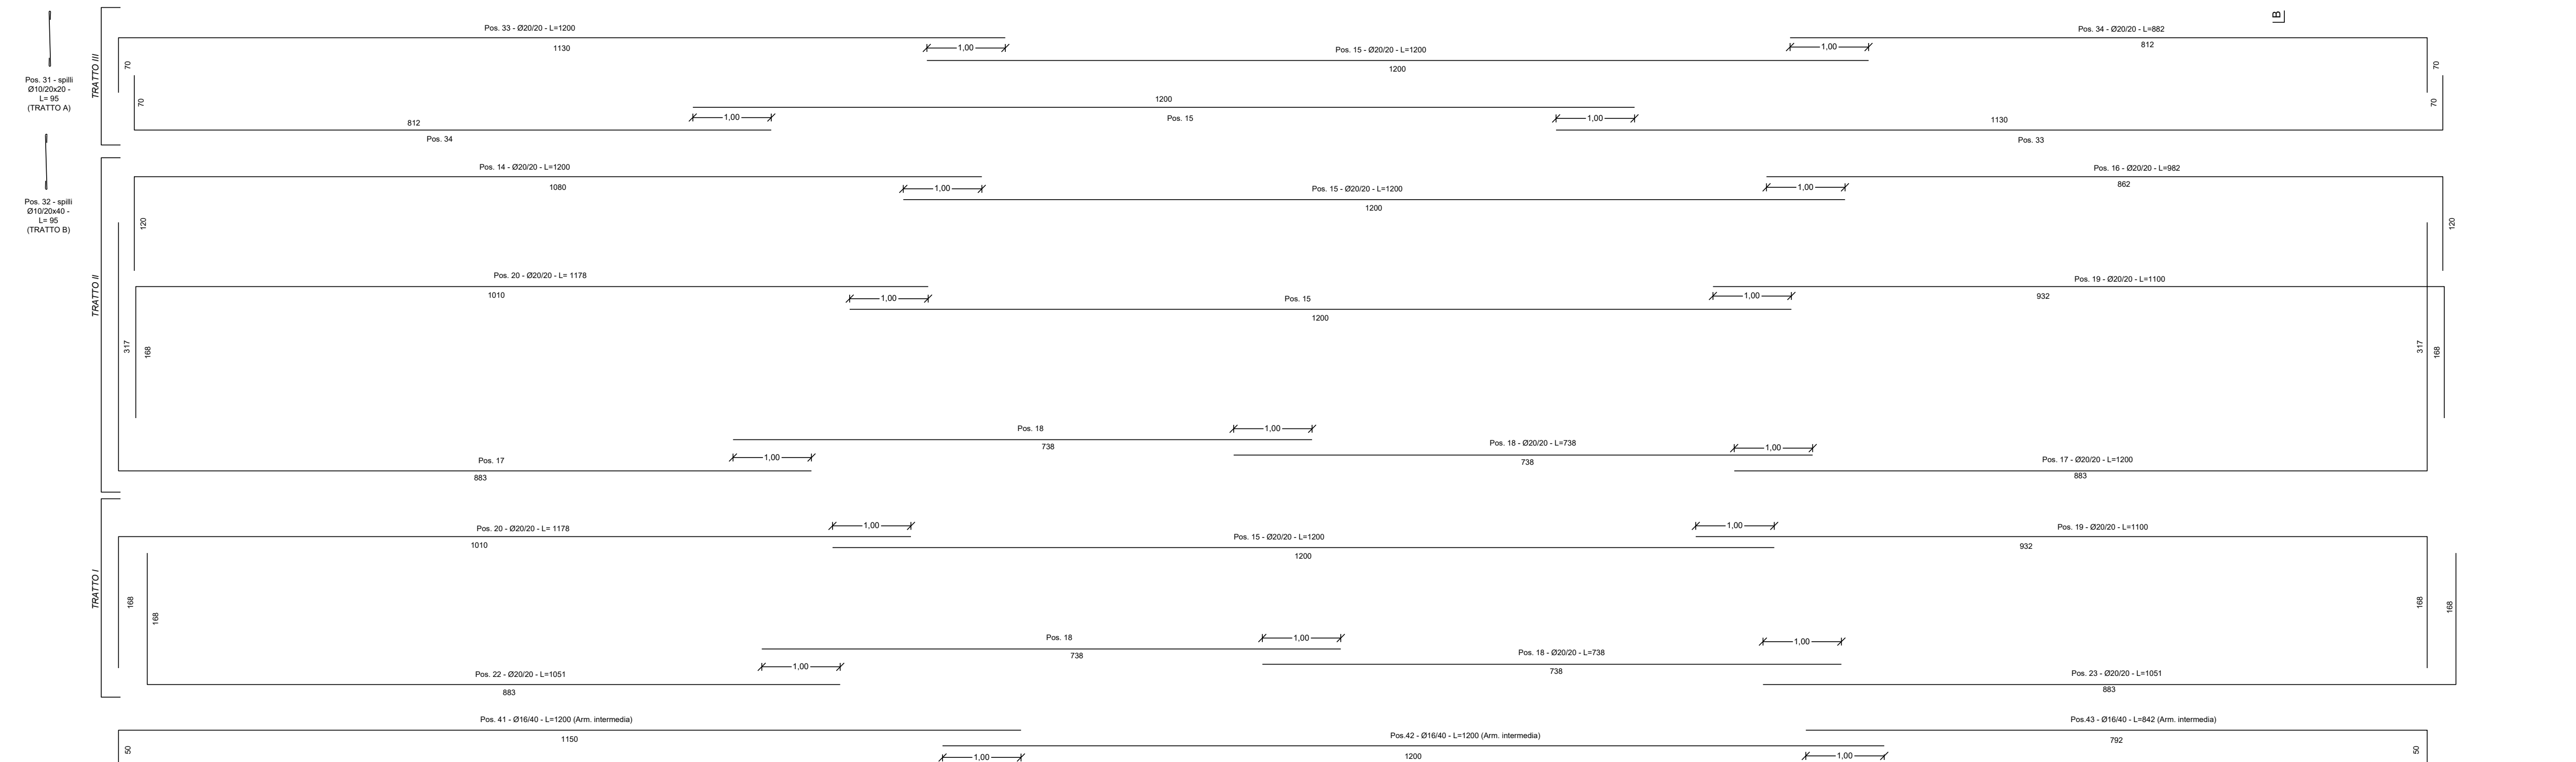 B
Pos. 33 - Ø20/20 - L=1200
1130
1,00
Pos. 15 - Ø20/20 - L=1200
1200
1,00
Pos. 34 - Ø20/20 - L=882
812
70
70
70
70
TRATTO III
Pos. 31 - spilli
Ø10/20x20 -
L= 95
(TRATTO A)
812
Pos. 34
1,00
1200
Pos. 15
1,00
1130
Pos. 33
Pos. 32 - spilli
Ø10/20x40 -
L= 95
(TRATTO B)
Pos. 14 - Ø20/20 - L=1200
1080
1,00
Pos. 15 - Ø20/20 - L=1200
1200
1,00
Pos. 16 - Ø20/20 - L=982
862
120
120
TRATTO II
Pos. 20 - Ø20/20 - L= 1178
1010
1,00
Pos. 15
1200
1,00
Pos. 19 - Ø20/20 - L=1100
932
317
168
317
168
Pos. 17
883
1,00
Pos. 18
738
1,00
Pos. 18 - Ø20/20 - L=738
738
1,00
Pos. 17 - Ø20/20 - L=1200
883
TRATTO I
Pos. 20 - Ø20/20 - L= 1178
1010
1,00
Pos. 15 - Ø20/20 - L=1200
1200
1,00
Pos. 19 - Ø20/20 - L=1100
932
168
168
168
168
Pos. 22 - Ø20/20 - L=1051
883
1,00
Pos. 18
738
1,00
Pos. 18 - Ø20/20 - L=738
738
1,00
Pos. 23 - Ø20/20 - L=1051
883
Pos. 41 - Ø16/40 - L=1200 (Arm. intermedia)
1150
50
1,00
Pos.42 - Ø16/40 - L=1200 (Arm. intermedia)
1200
1,00
Pos.43 - Ø16/40 - L=842 (Arm. intermedia)
792
50